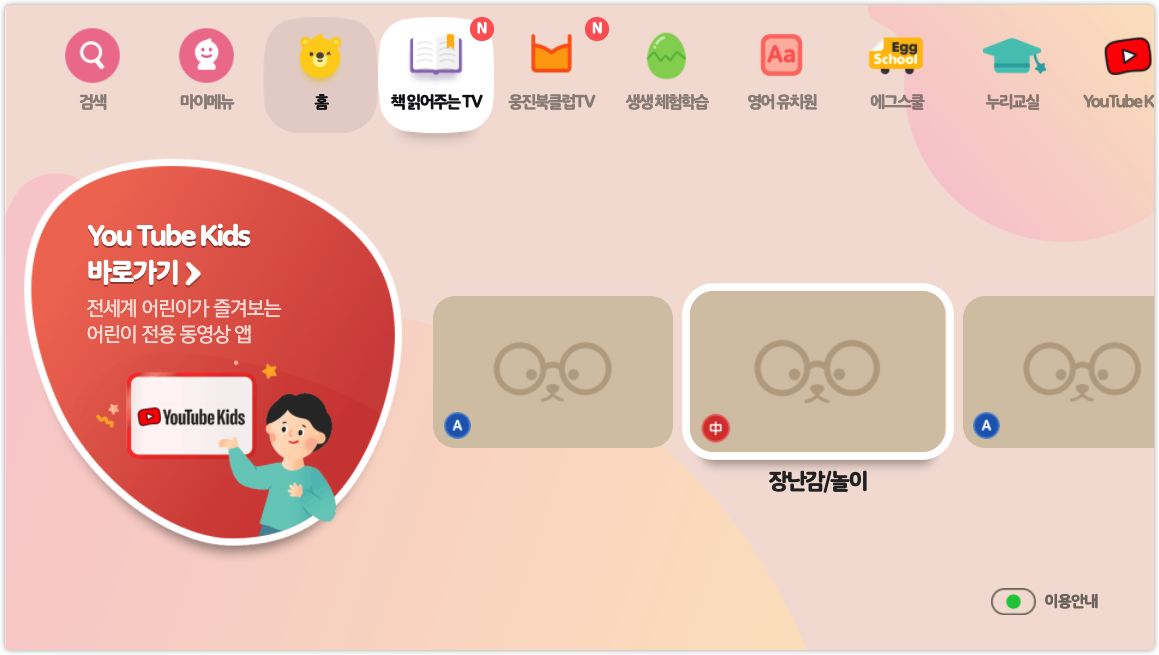 N
N
Aa
Egg
School
검색
마이메뉴
홈
책 읽어주는 TV
웅진북클럽TV
생생 체험학습
영어 유치원
에그스쿨
누리교실
YouTube K
You Tube Kids
바로가기
전세계 어린이가 즐겨보는
어린이 전용 동영상 앱
YouTube Kids
A
中
A
장난감/놀이
이용안내